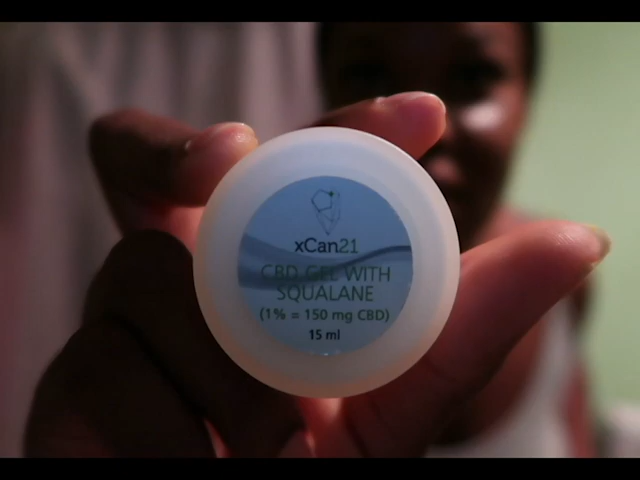 xCan21
CBD GEL WITH
SQUALANE
(1% = 150 mg CBD)
15 ml